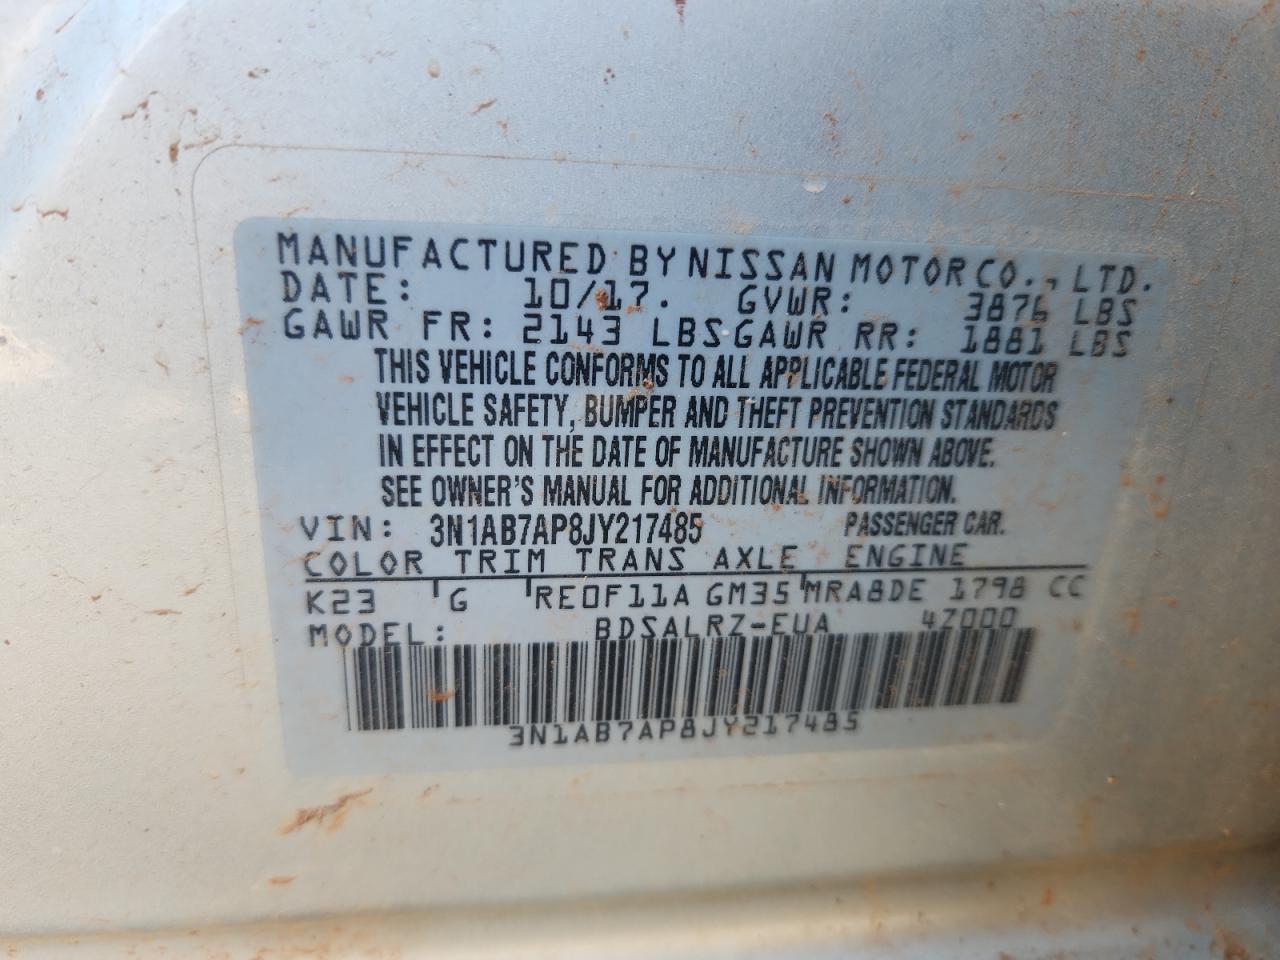 MANUFACTURED BY NISSAN MOTOR CO., LTD.
DATE: 10/17. GVWR: 3876 LBS
GAWR FR: 2143 LBS GAWR RR: 1881 LBS
THIS VEHICLE CONFORMS TO ALL APPLICABLE FEDERAL MOTOR
VEHICLE SAFETY, BUMPER AND THEFT PREVENTION STANDARDS
IN EFFECT ON THE DATE OF MANUFACTURE SHOWN ABOVE.
SEE OWNER'S MANUAL FOR ADDITIONAL INFORMATION.
VIN: 3N1AB7AP8JY217485 PASSENGER CAR.
COLOR TRIM TRANS AXLE ENGINE
K23 G RE0F11A GM35 MRA8DE 1798 CC
MODEL: BDSALRZ-EUA 4Z000
3N1AB7AP8JY217485